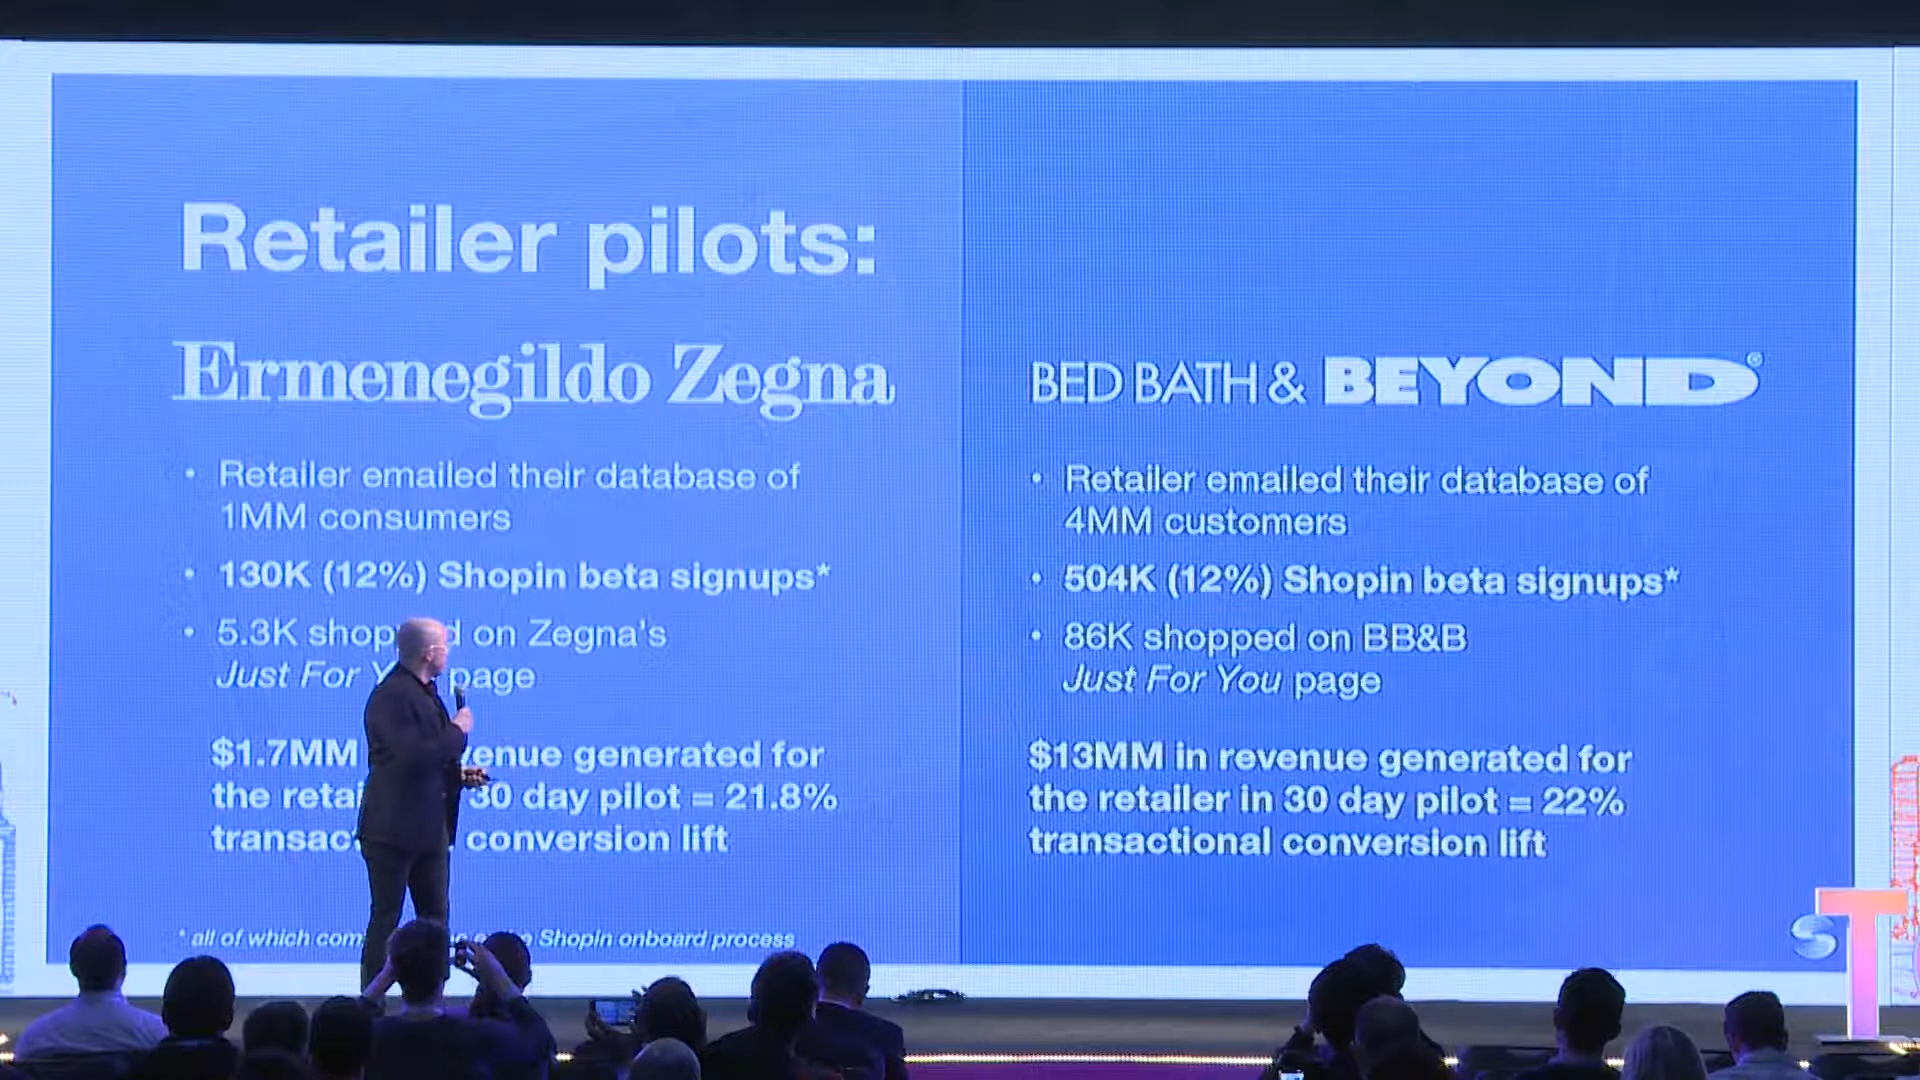 Retailer pilots:
Ermenegildo Zegna
• Retailer emailed their database of
1MM consumers
• 130K (12%) Shopin beta signups*
• 5.3K shop d on Zegna's
Just For Y page
$1.7MM venue generated for
the retai 30 day pilot = 21.8%
transac conversion lift
* all of which com Shopin onboard process
BED BATH & BEYOND®
• Retailer emailed their database of
4MM customers
• 504K (12%) Shopin beta signups*
• 86K shopped on BB&B
Just For You page
$13MM in revenue generated for
the retailer in 30 day pilot = 22%
transactional conversion lift
S
T